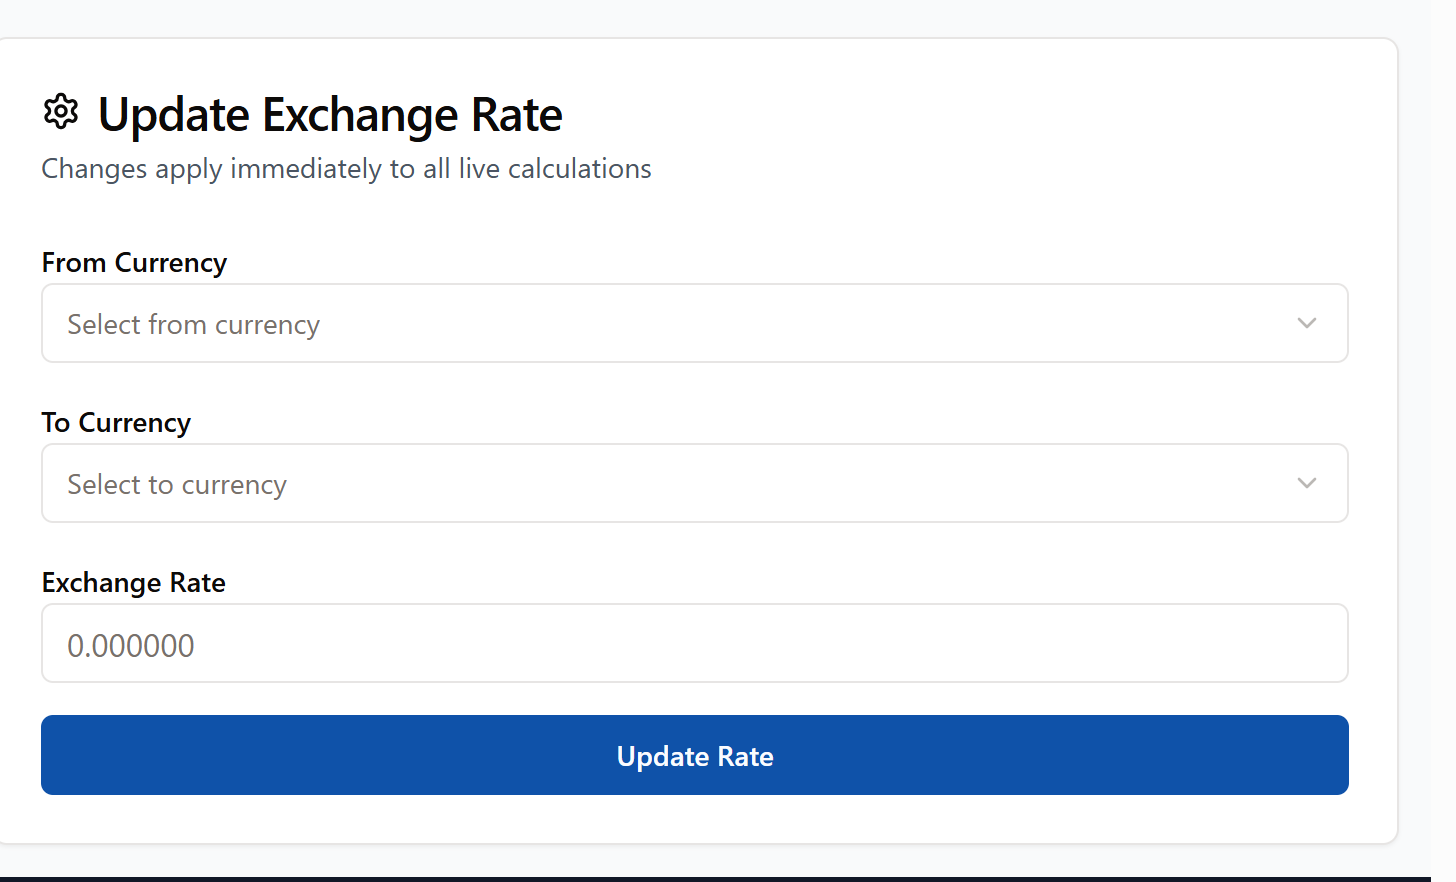 Update Exchange Rate
Changes apply immediately to all live calculations
From Currency
Select from currency
To Currency
Select to currency
Exchange Rate
0.000000
Update Rate